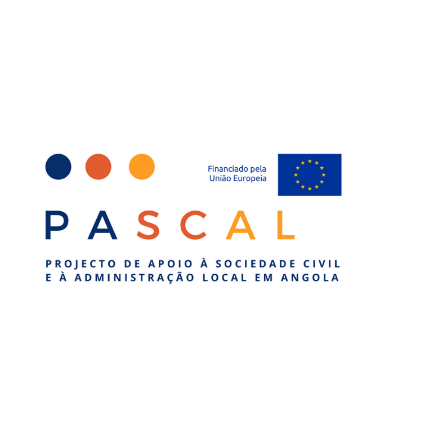 Financiado pela
União Europeia
PASCAL
PROJECTO DE APOIO À SOCIEDADE CIVIL
E À ADMINISTRAÇÃO LOCAL EM ANGOLA